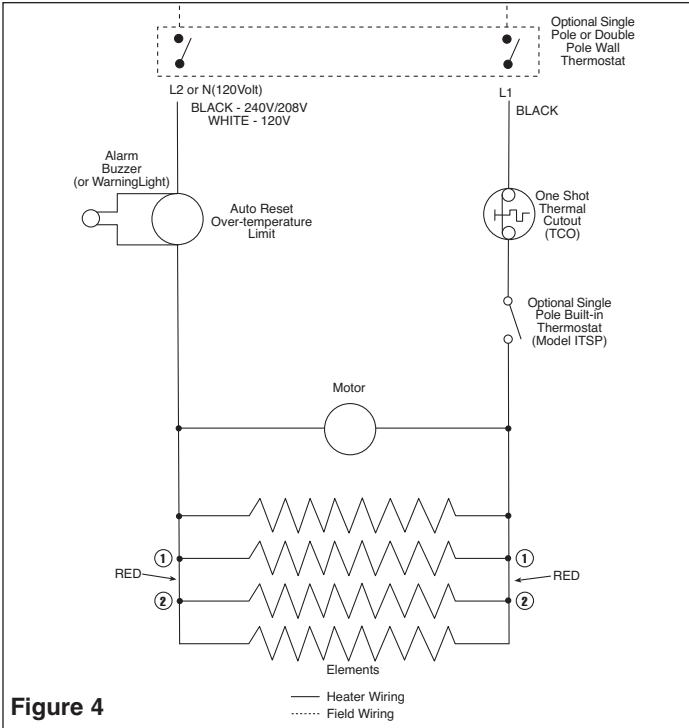 Optional Single
Pole or Double
Pole Wall
Thermostat
L2 or N(120Volt)
BLACK - 240V/208V
WHITE - 120V
L1
BLACK
Alarm
Buzzer
(or WarningLight)
Auto Reset
Over-temperature
Limit
One Shot
Thermal
Cutout
(TCO)
Optional Single
Pole Built-in
Thermostat
(Model ITSP)
Motor
1
1
RED
RED
2
2
Elements
Figure 4
Heater Wiring
Field Wiring